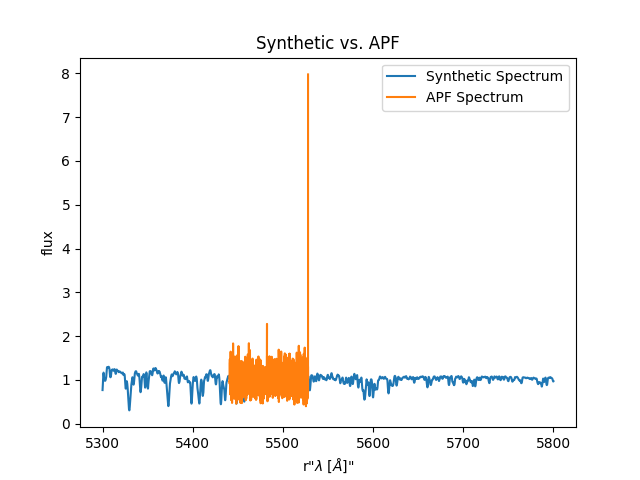 Synthetic vs. APF
Synthetic Spectrum
APF Spectrum
flux
8
7
6
5
4
3
2
1
0
5300 5400 5500 5600 5700 5800
r"λ [Å]"